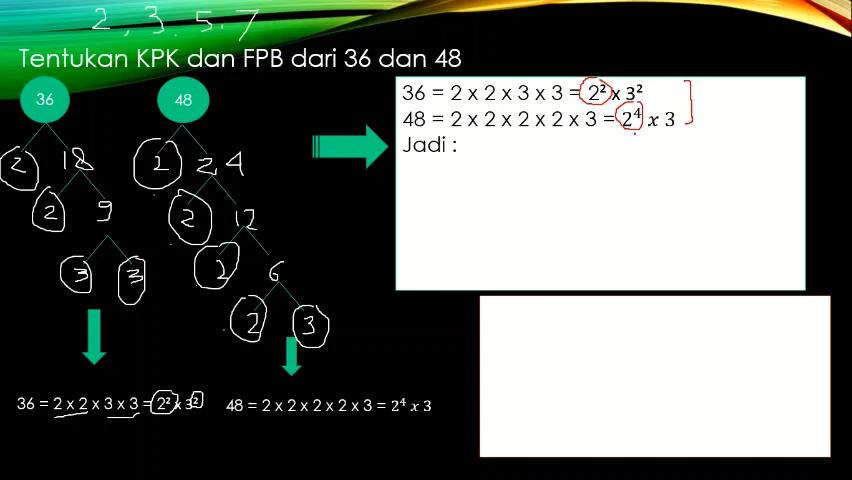 2, 3, 5. 7
Tentukan KPK dan FPB dari 36 dan 48
36
48
2 18
2 9
3 3
2 24
2 12
2 6
2 3
36 = 2 x 2 x 3 x 3 = 2² x 3²
48 = 2 x 2 x 2 x 2 x 3 = 2⁴ x 3
36 = 2 x 2 x 3 x 3 = 2² x 3²
48 = 2 x 2 x 2 x 2 x 3 = 2⁴ x 3
Jadi :